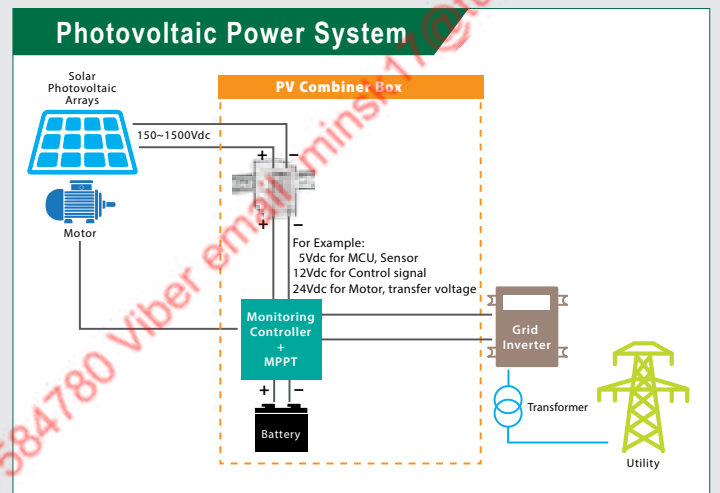 Photovoltaic Power System
Solar
Photovoltaic
Arrays
PV Combiner Box
150~1500Vdc
+ −
Motor
+ −
For Example:
5Vdc for MCU, Sensor
12Vdc for Control signal
24Vdc for Motor, transfer voltage
Monitoring
Controller
+
MPPT
Grid
Inverter
+ −
Battery
Transformer
Utility
584780 Viber email minsk17@